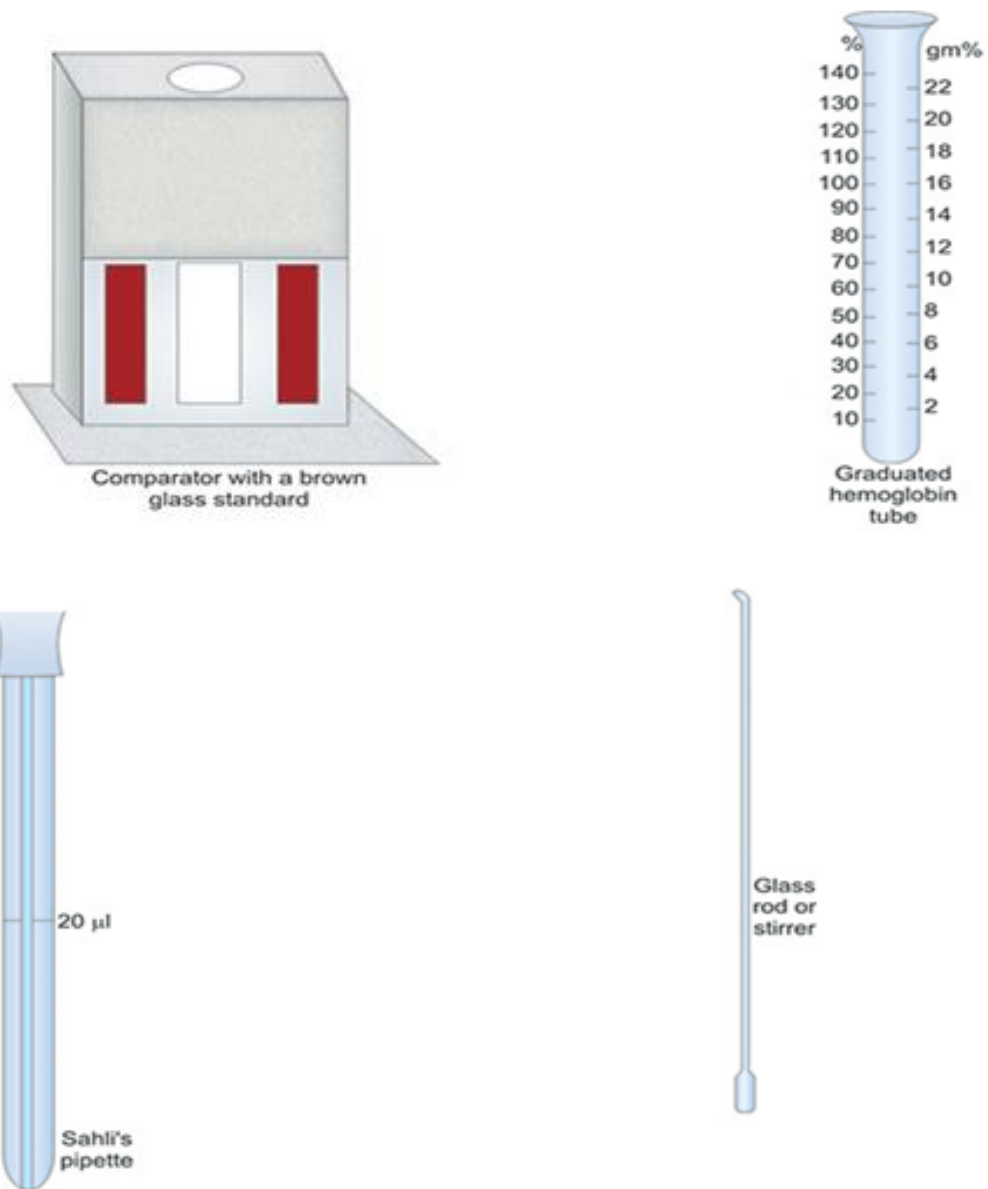 Comparator with a brown
glass standard
%
140
130
120
110
100
90
80
70
60
50
40
30
20
10
gm%
22
20
18
16
14
12
10
8
6
4
2
Graduated
hemoglobin
tube
20 μl
Sahli's
pipette
Glass
rod or
stirrer